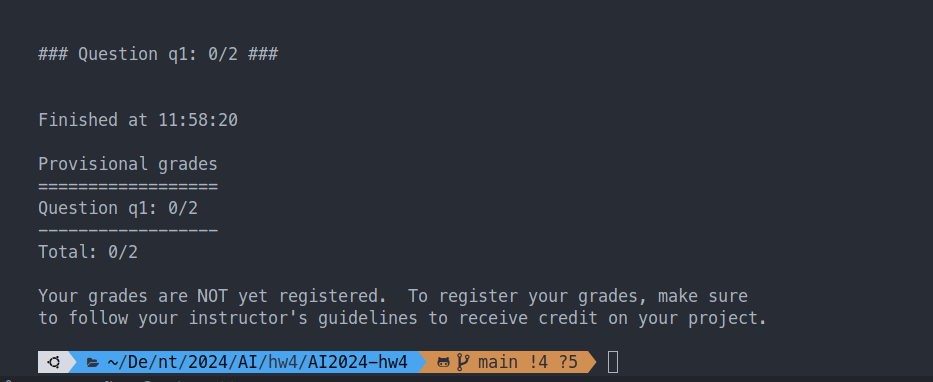 ### Question q1: 0/2 ###
Finished at 11:58:20
Provisional grades
==================
Question q1: 0/2
------------------
Total: 0/2
Your grades are NOT yet registered.  To register your grades, make sure
to follow your instructor's guidelines to receive credit on your project.
~/De/nt/2024/AI/hw4/AI2024-hw4 main !4 ?5